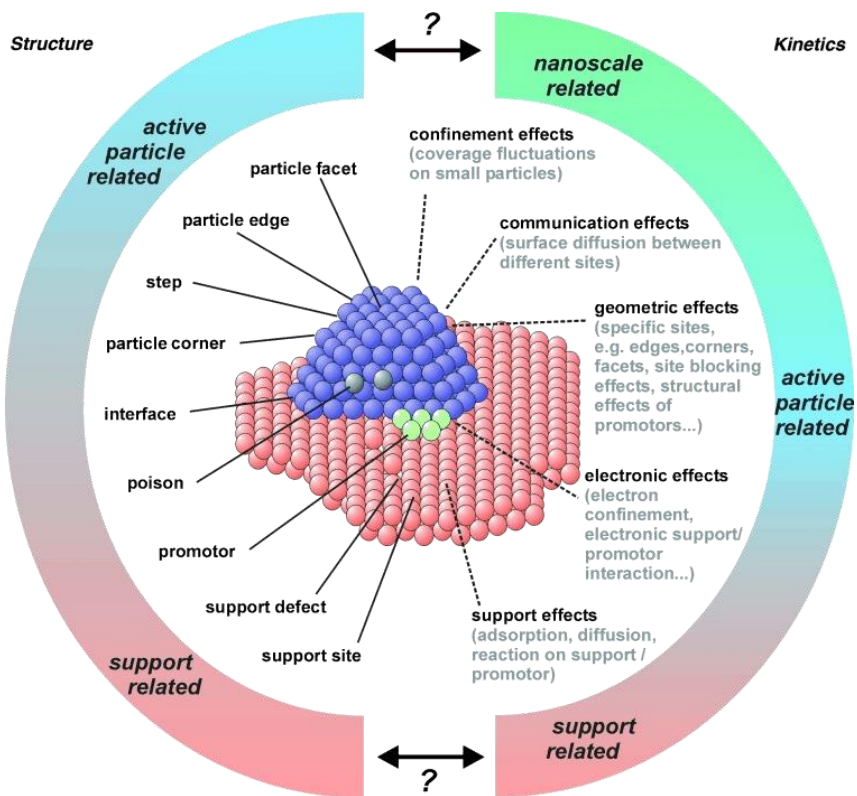 ?
Structure
Kinetics
nanoscale
related
active
particle
related
confinement effects
(coverage fluctuations
on small particles)
particle facet
particle edge
communication effects
(surface diffusion between
different sites)
step
geometric effects
(specific sites,
e.g. edges,corners,
facets, site blocking
effects, structural
effects of
promotors...)
particle corner
active
particle
related
interface
poison
electronic effects
(electron
confinement,
electronic support/
promotor
interaction...)
promotor
support defect
support effects
(adsorption, diffusion,
reaction on support /
promotor)
support site
support
related
support
related
?